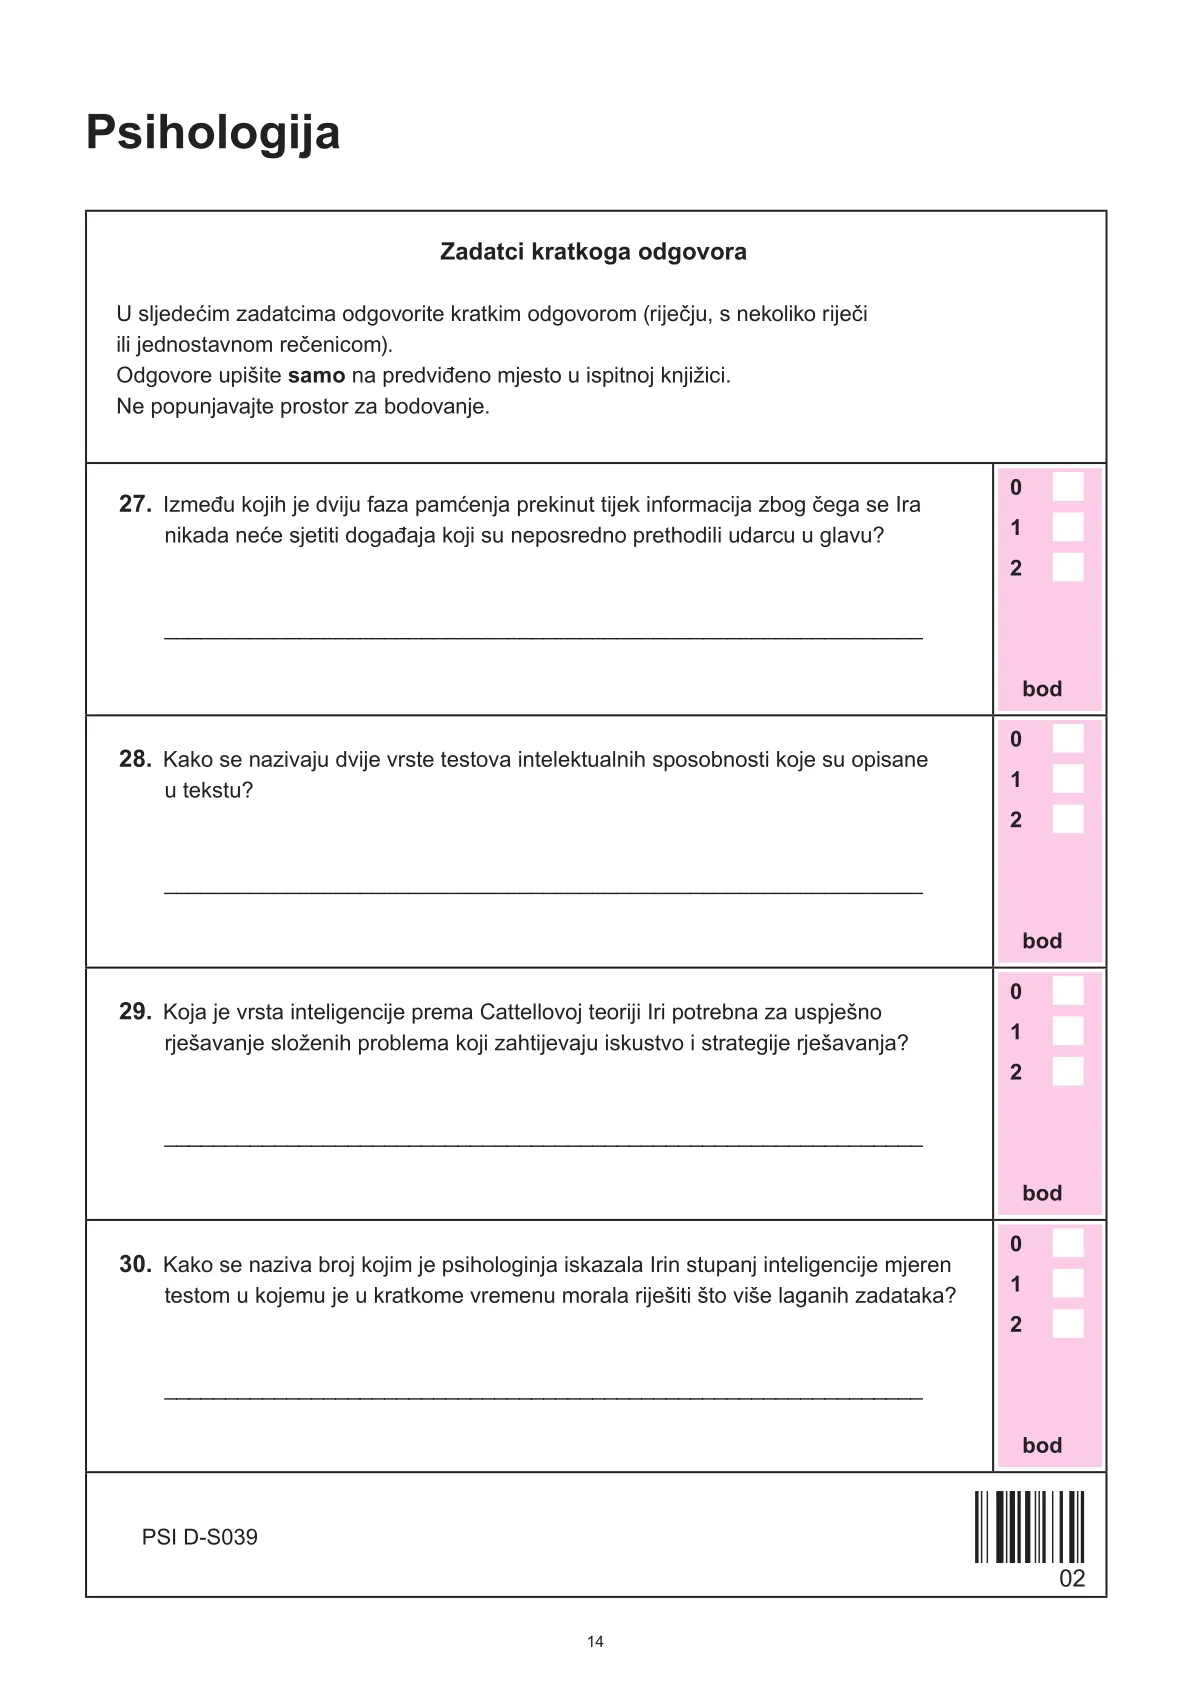 Psihologija
Zadatci kratkoga odgovora
U sljedećim zadatcima odgovorite kratkim odgovorom (riječju, s nekoliko riječi
ili jednostavnom rečenicom).
Odgovore upišite samo na predviđeno mjesto u ispitnoj knjižici.
Ne popunjavajte prostor za bodovanje.
27. Između kojih je dviju faza pamćenja prekinut tijek informacija zbog čega se Ira
nikada neće sjetiti događaja koji su neposredno prethodili udarcu u glavu?
0
1
2
bod
28. Kako se nazivaju dvije vrste testova intelektualnih sposobnosti koje su opisane
u tekstu?
0
1
2
bod
29. Koja je vrsta inteligencije prema Cattellovoj teoriji Iri potrebna za uspješno
rješavanje složenih problema koji zahtijevaju iskustvo i strategije rješavanja?
0
1
2
bod
30. Kako se naziva broj kojim je psihologinja iskazala Irin stupanj inteligencije mjeren
testom u kojemu je u kratkome vremenu morala riješiti što više laganih zadataka?
0
1
2
bod
PSI D-S039
02
14